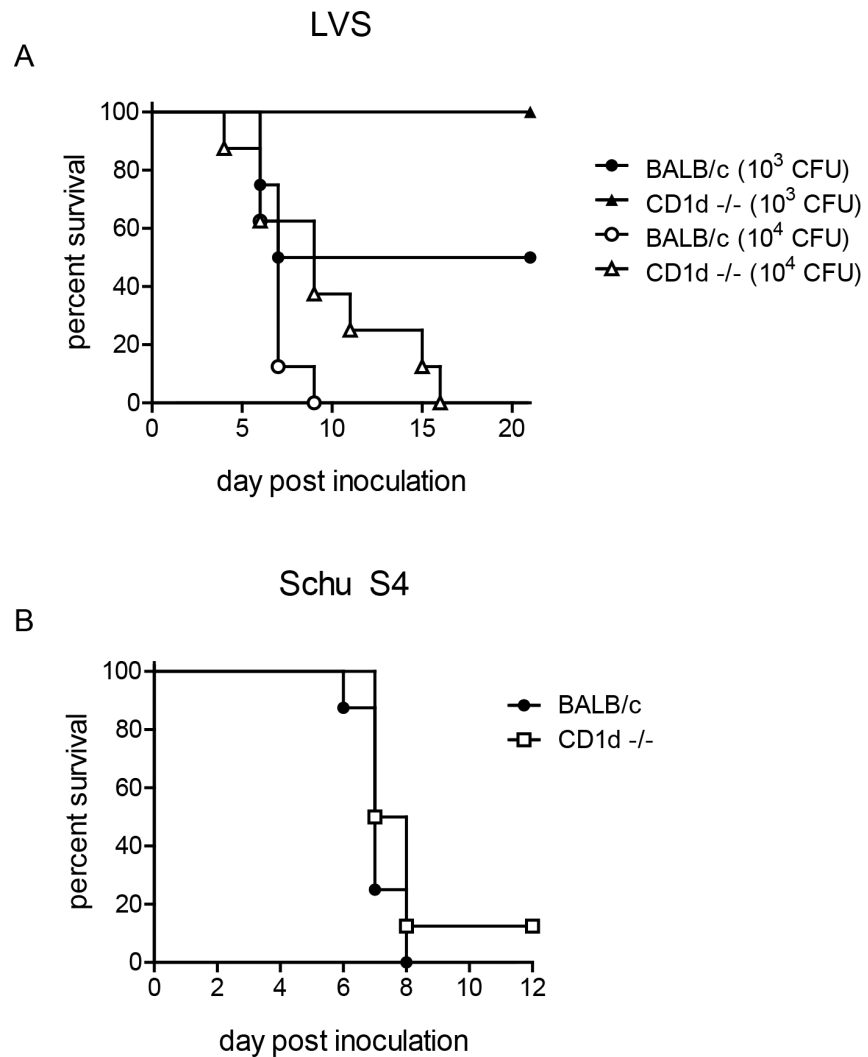 LVS
A
percent survival
100
80
60
40
20
0
0 5 10 15 20
day post inoculation
BALB/c (10³ CFU)
CD1d -/- (10³ CFU)
BALB/c (10⁴ CFU)
CD1d -/- (10⁴ CFU)
Schu S4
B
percent survival
100
80
60
40
20
0
0 2 4 6 8 10 12
day post inoculation
BALB/c
CD1d -/-